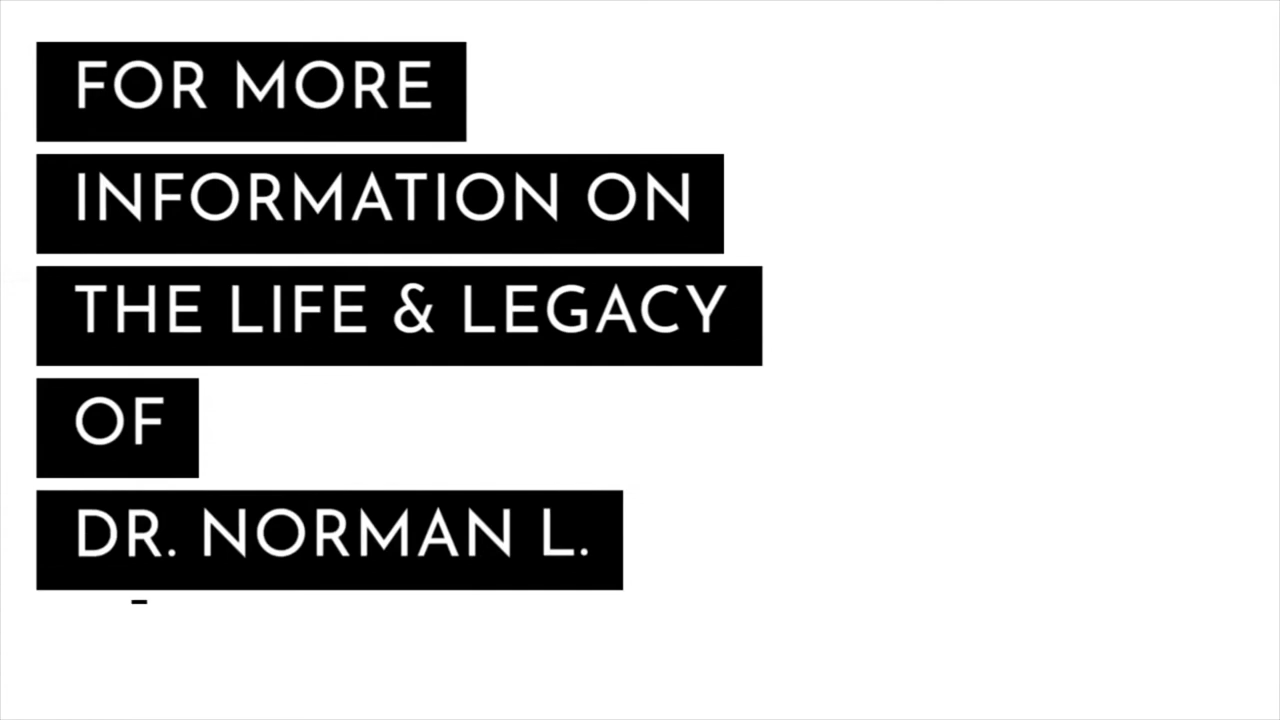 FOR MORE
INFORMATION ON
THE LIFE & LEGACY
OF
DR. NORMAN L.